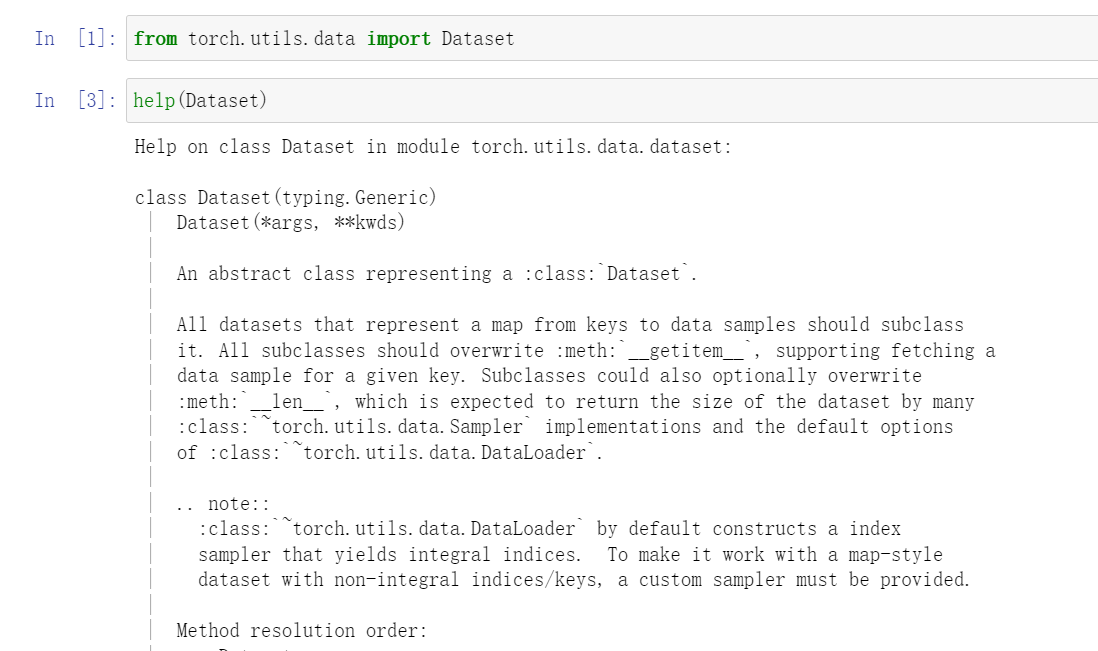 In [1]: from torch.utils.data import Dataset
In [3]: help(Dataset)
Help on class Dataset in module torch.utils.data.dataset:
class Dataset(typing.Generic)
 |  Dataset(*args, **kwds)
 |
 |  An abstract class representing a :class:`Dataset`.
 |
 |  All datasets that represent a map from keys to data samples should subclass
 |  it. All subclasses should overwrite :meth:`__getitem__`, supporting fetching a
 |  data sample for a given key. Subclasses could also optionally overwrite
 |  :meth:`__len__`, which is expected to return the size of the dataset by many
 |  :class:`~torch.utils.data.Sampler` implementations and the default options
 |  of :class:`~torch.utils.data.DataLoader`.
 |
 |  .. note::
 |    :class:`~torch.utils.data.DataLoader` by default constructs a index
 |    sampler that yields integral indices.  To make it work with a map-style
 |    dataset with non-integral indices/keys, a custom sampler must be provided.
 |
 |  Method resolution order: